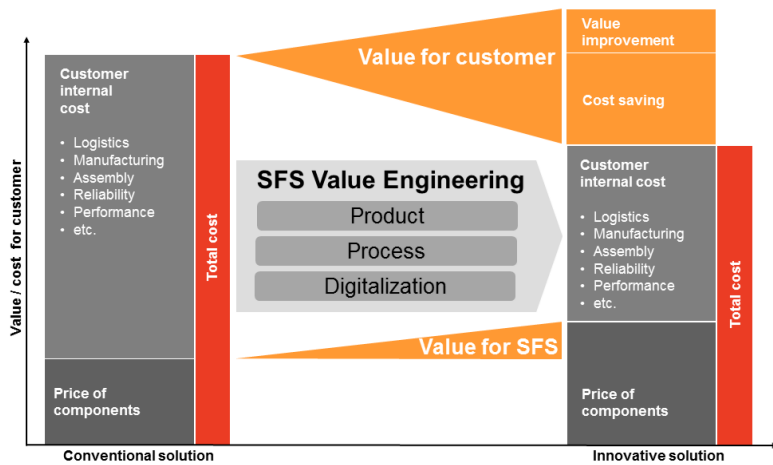 Value / cost for customer
Customer
internal
cost
• Logistics
• Manufacturing
• Assembly
• Reliability
• Performance
• etc.
Price of
components
Total cost
Conventional solution
Value for customer
SFS Value Engineering
Product
Process
Digitalization
Value for SFS
Value
improvement
Cost saving
Customer
internal cost
• Logistics
• Manufacturing
• Assembly
• Reliability
• Performance
• etc.
Price of
components
Total cost
Innovative solution